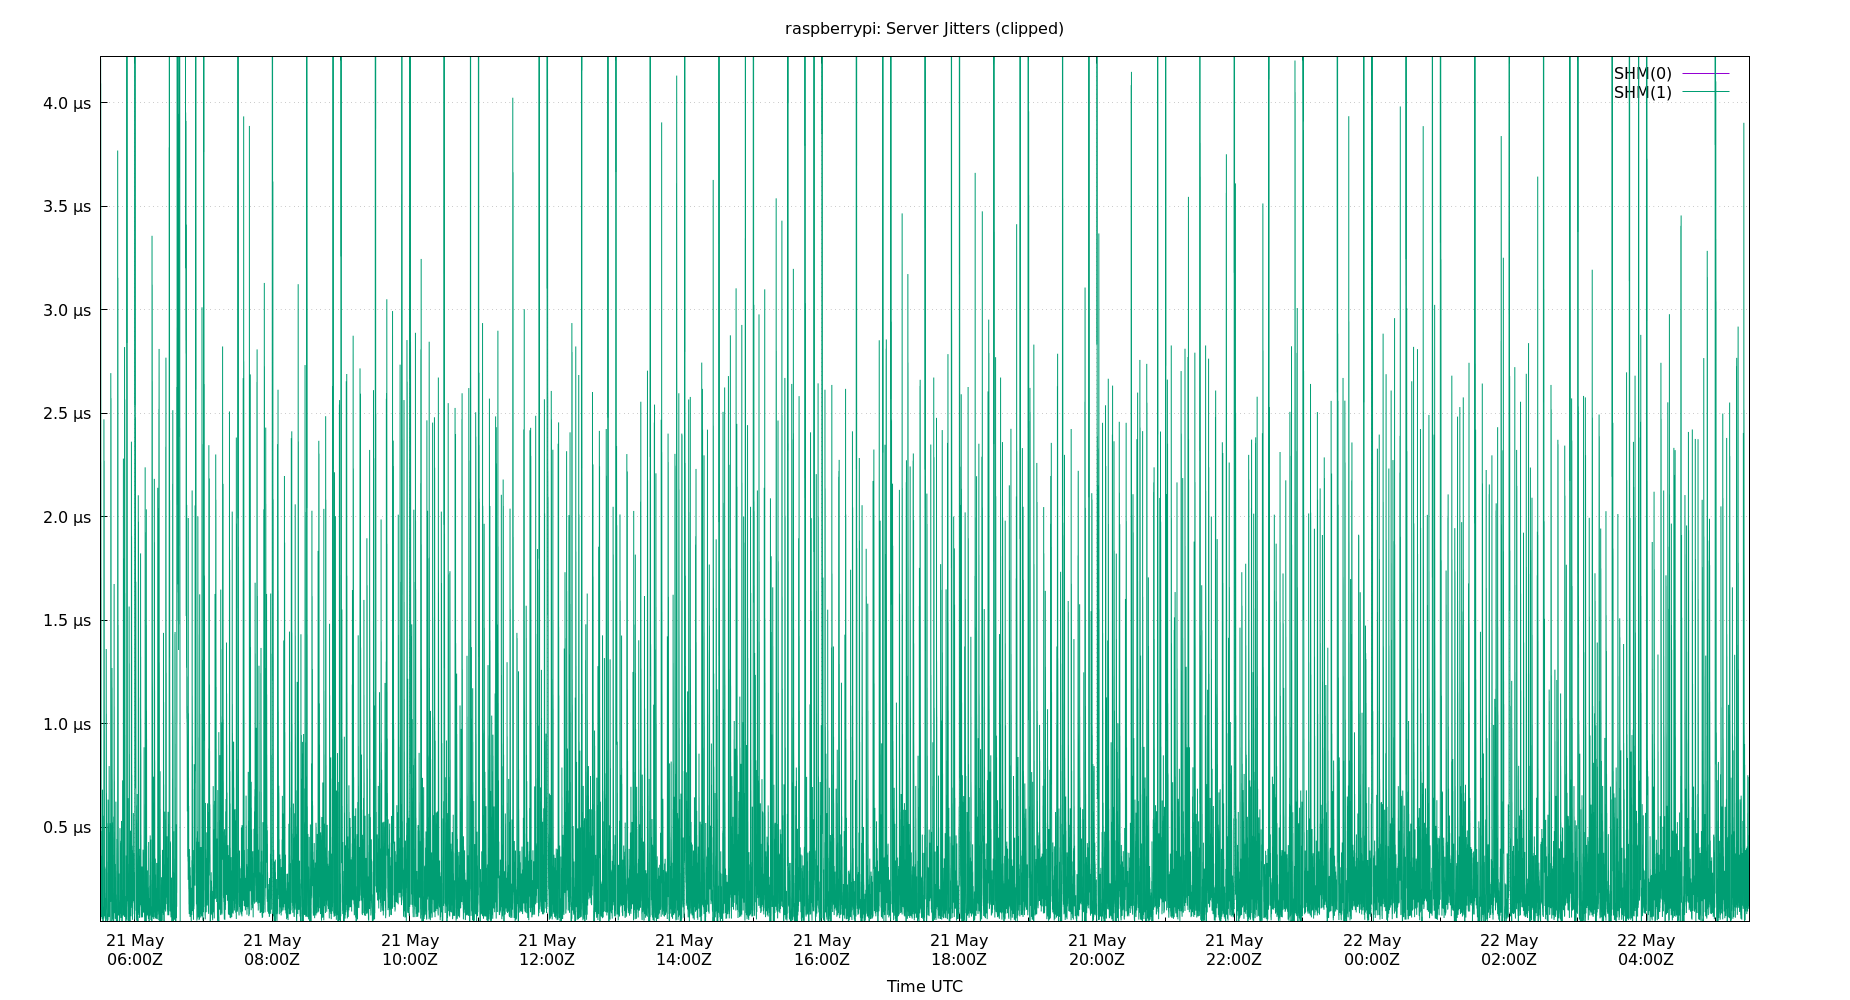 raspberrypi: Server Jitters (clipped)
SHM(0)
SHM(1)
4.0 µs
3.5 µs
3.0 µs
2.5 µs
2.0 µs
1.5 µs
1.0 µs
0.5 µs
21 May 21 May 21 May 21 May 21 May 21 May 21 May 21 May 21 May 22 May 22 May 22 May
06:00Z 08:00Z 10:00Z 12:00Z 14:00Z 16:00Z 18:00Z 20:00Z 22:00Z 00:00Z 02:00Z 04:00Z
Time UTC